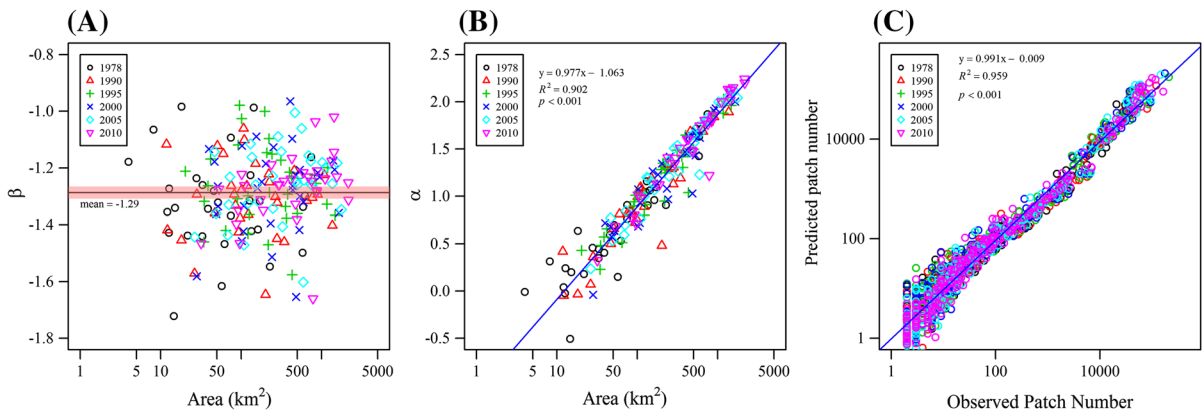 (A)
β
-0.8
-1.0
-1.2
-1.4
-1.6
-1.8
1978
1990
1995
2000
2005
2010
mean = -1.29
1 5 10 50 500 5000
Area (km²)
(B)
α
2.5
2.0
1.5
1.0
0.5
0.0
-0.5
1978
1990
1995
2000
2005
2010
y = 0.977x - 1.063
R² = 0.902
p < 0.001
1 5 10 50 500 5000
Area (km²)
(C)
Predicted patch number
10000
100
1
1978
1990
1995
2000
2005
2010
y = 0.991x - 0.009
R² = 0.959
p < 0.001
1 100 10000
Observed Patch Number